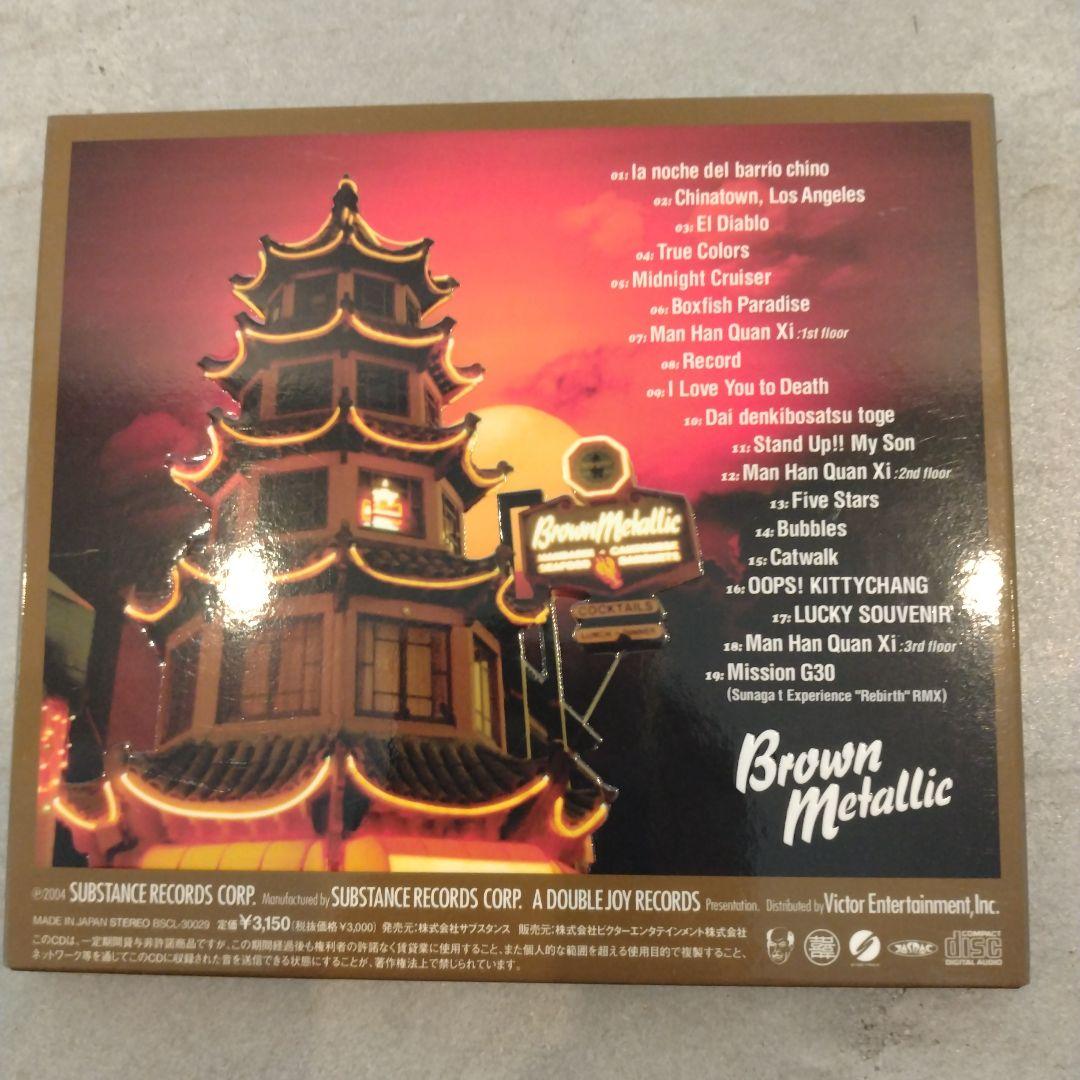 01: la noche del barrio chino
02: Chinatown, Los Angeles
03: El Diablo
04: True Colors
05: Midnight Cruiser
06: Boxfish Paradise
07: Man Han Quan Xi :1st floor
08: Record
09: I Love You to Death
10: Dai denkibosatsu toge
11: Stand Up!! My Son
12: Man Han Quan Xi :2nd floor
13: Five Stars
14: Bubbles
15: Catwalk
16: OOPS! KITTYCHANG
17: LUCKY SOUVENIR
18: Man Han Quan Xi :3rd floor
19: Mission G30
(Sunaga t Experience "Rebirth" RMX)
Brown Metallic
MANDARIN • CANTONESE
SEAFOOD BANQUETS
COCKTAILS
LUNCH DINNER
Brown
Metallic
℗2004 SUBSTANCE RECORDS CORP. Manufactured by SUBSTANCE RECORDS CORP. A DOUBLE JOY RECORDS Presentation. Distributed by Victor Entertainment, Inc.
MADE IN JAPAN STEREO BSCL-30029 定価¥3,150(税抜価格¥3,000) 発売元:株式会社サブスタンス 販売元:株式会社ビクターエンタテインメント株式会社
このCDは、一定期間貸与非許諾商品ですが、この期間経過後も権利者の許諾なく賃貸業に使用すること、また個人的な範囲を超える使用目的で複製すること、
ネットワーク等を通じてこのCDに収録された音を送信できる状態にすることが、著作権法上で禁じられています。
JASRAC
COMPACT
disc
DIGITAL AUDIO